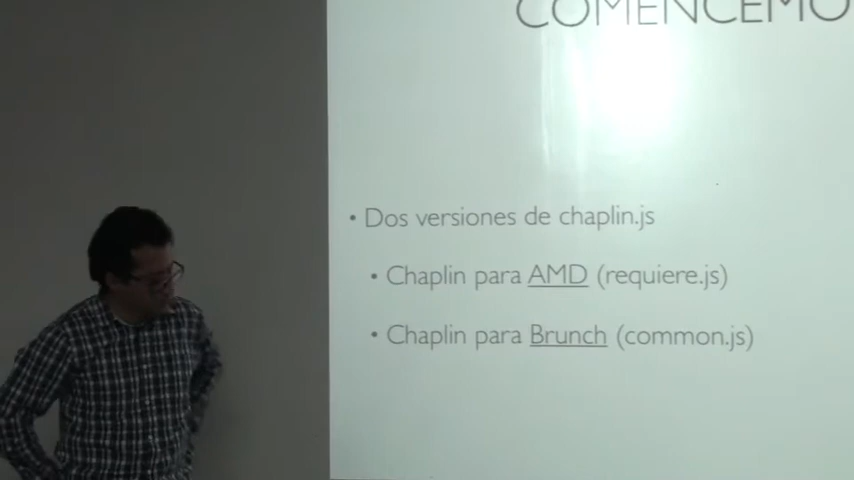 COMENCEMO
• Dos versiones de chaplin.js
• Chaplin para AMD (requiere.js)
• Chaplin para Brunch (common.js)